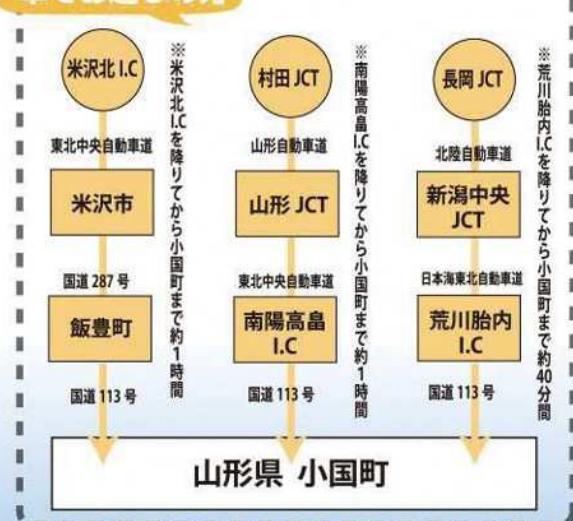 車でお越しの方
米沢北 I.C
東北中央自動車道
米沢市
国道 287 号
飯豊町
国道 113 号
※米沢北I.Cを降りてから小国町まで約1時間
村田 JCT
山形自動車道
山形 JCT
東北中央自動車道
南陽高畠
I.C
国道 113 号
※南陽高畠I.Cを降りてから小国町まで約1時間
長岡 JCT
北陸自動車道
新潟中央
JCT
日本海東北自動車道
荒川胎内
I.C
国道 113 号
※荒川胎内I.Cを降りてから小国町まで約40分間
山形県 小国町